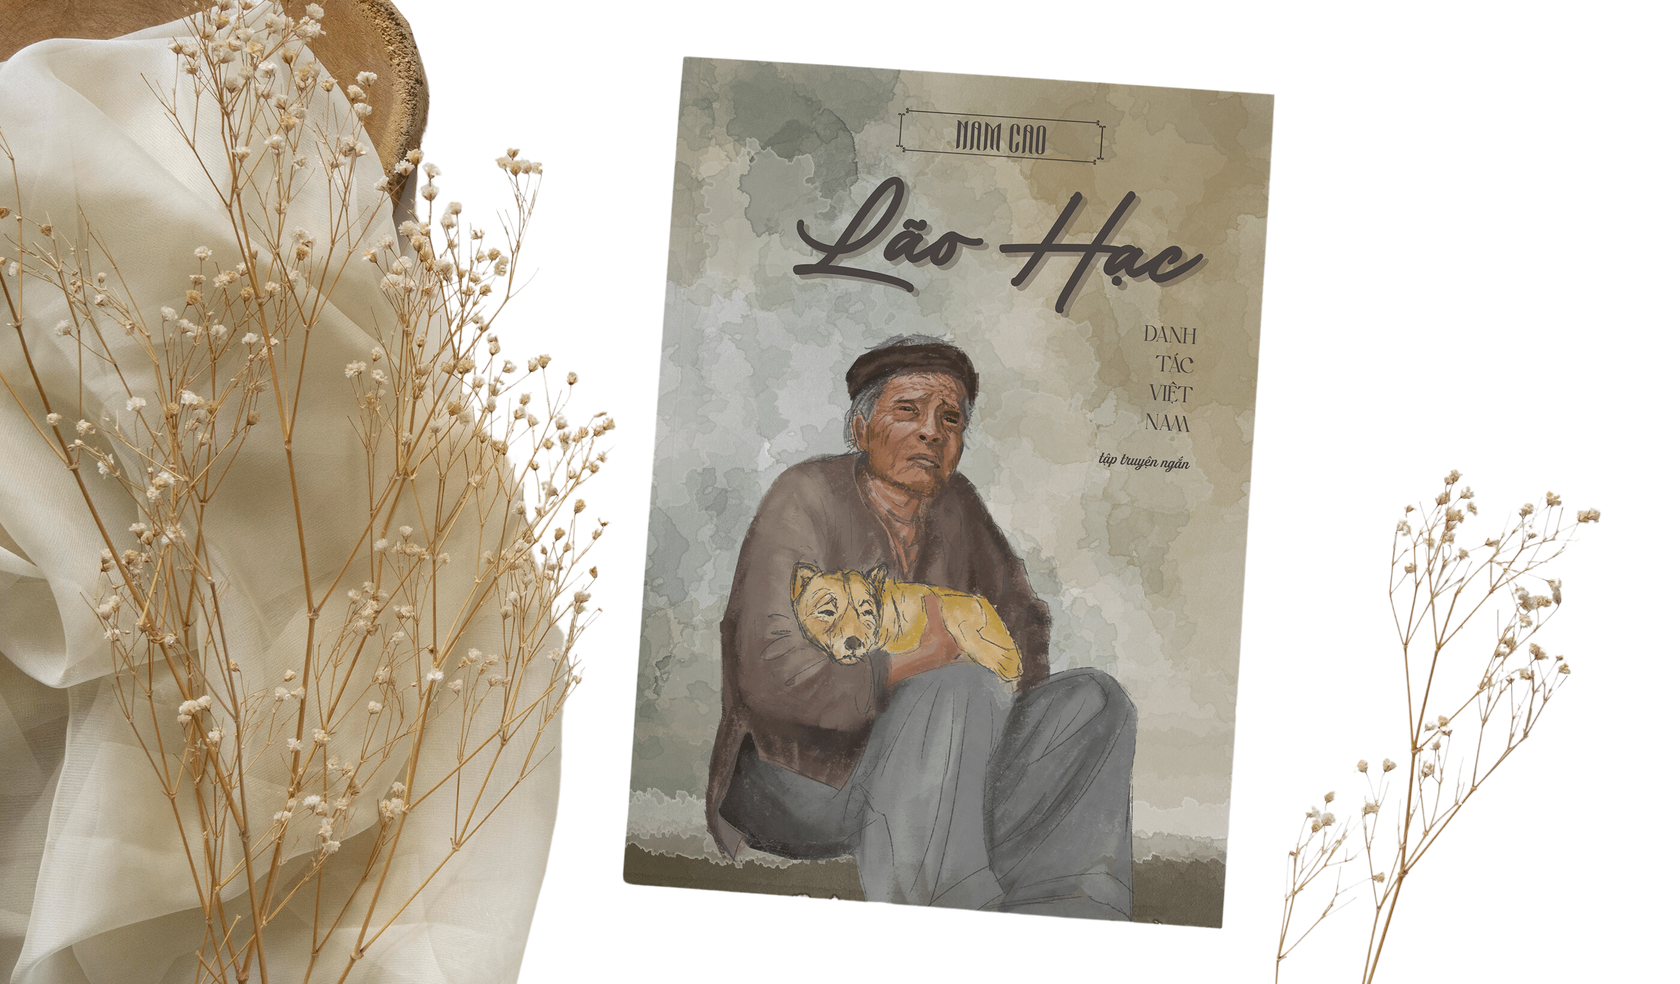 NAM CAO
Lão Hạc
DANH
TÁC
VIỆT
NAM
tập truyện ngắn